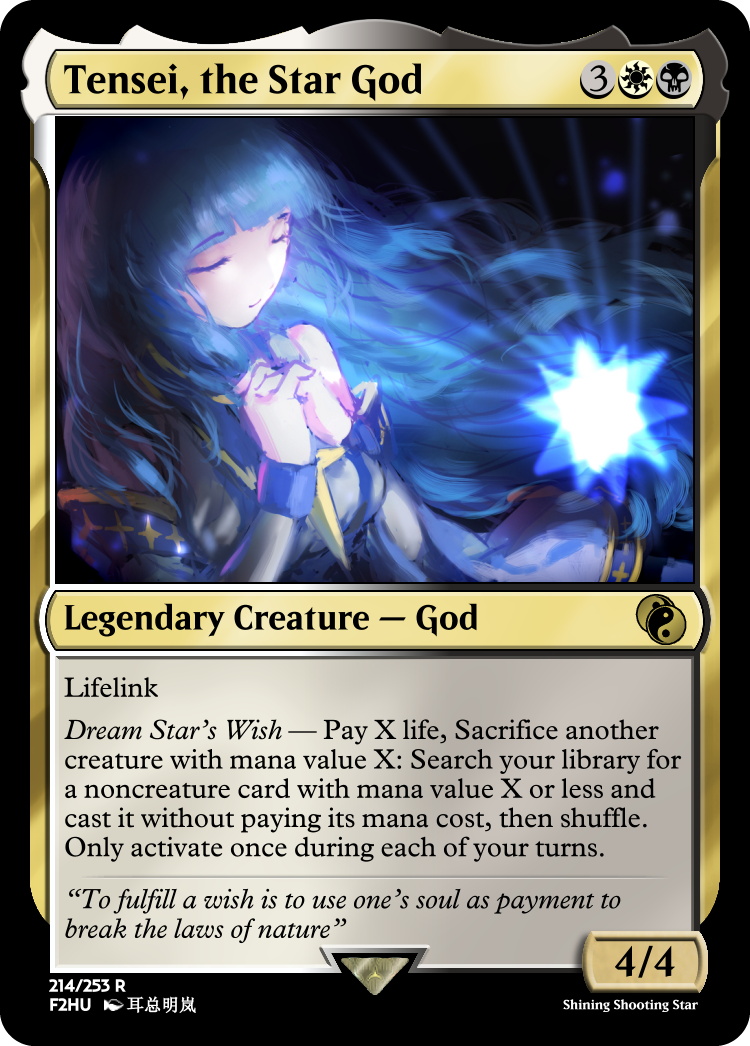 Tensei, the Star God
3
Legendary Creature — God
Lifelink
Dream Star's Wish — Pay X life, Sacrifice another
creature with mana value X: Search your library for
a noncreature card with mana value X or less and
cast it without paying its mana cost, then shuffle.
Only activate once during each of your turns.
“To fulfill a wish is to use one's soul as payment to
break the laws of nature”
4/4
214/253 R
F2HU 耳总明岚
Shining Shooting Star